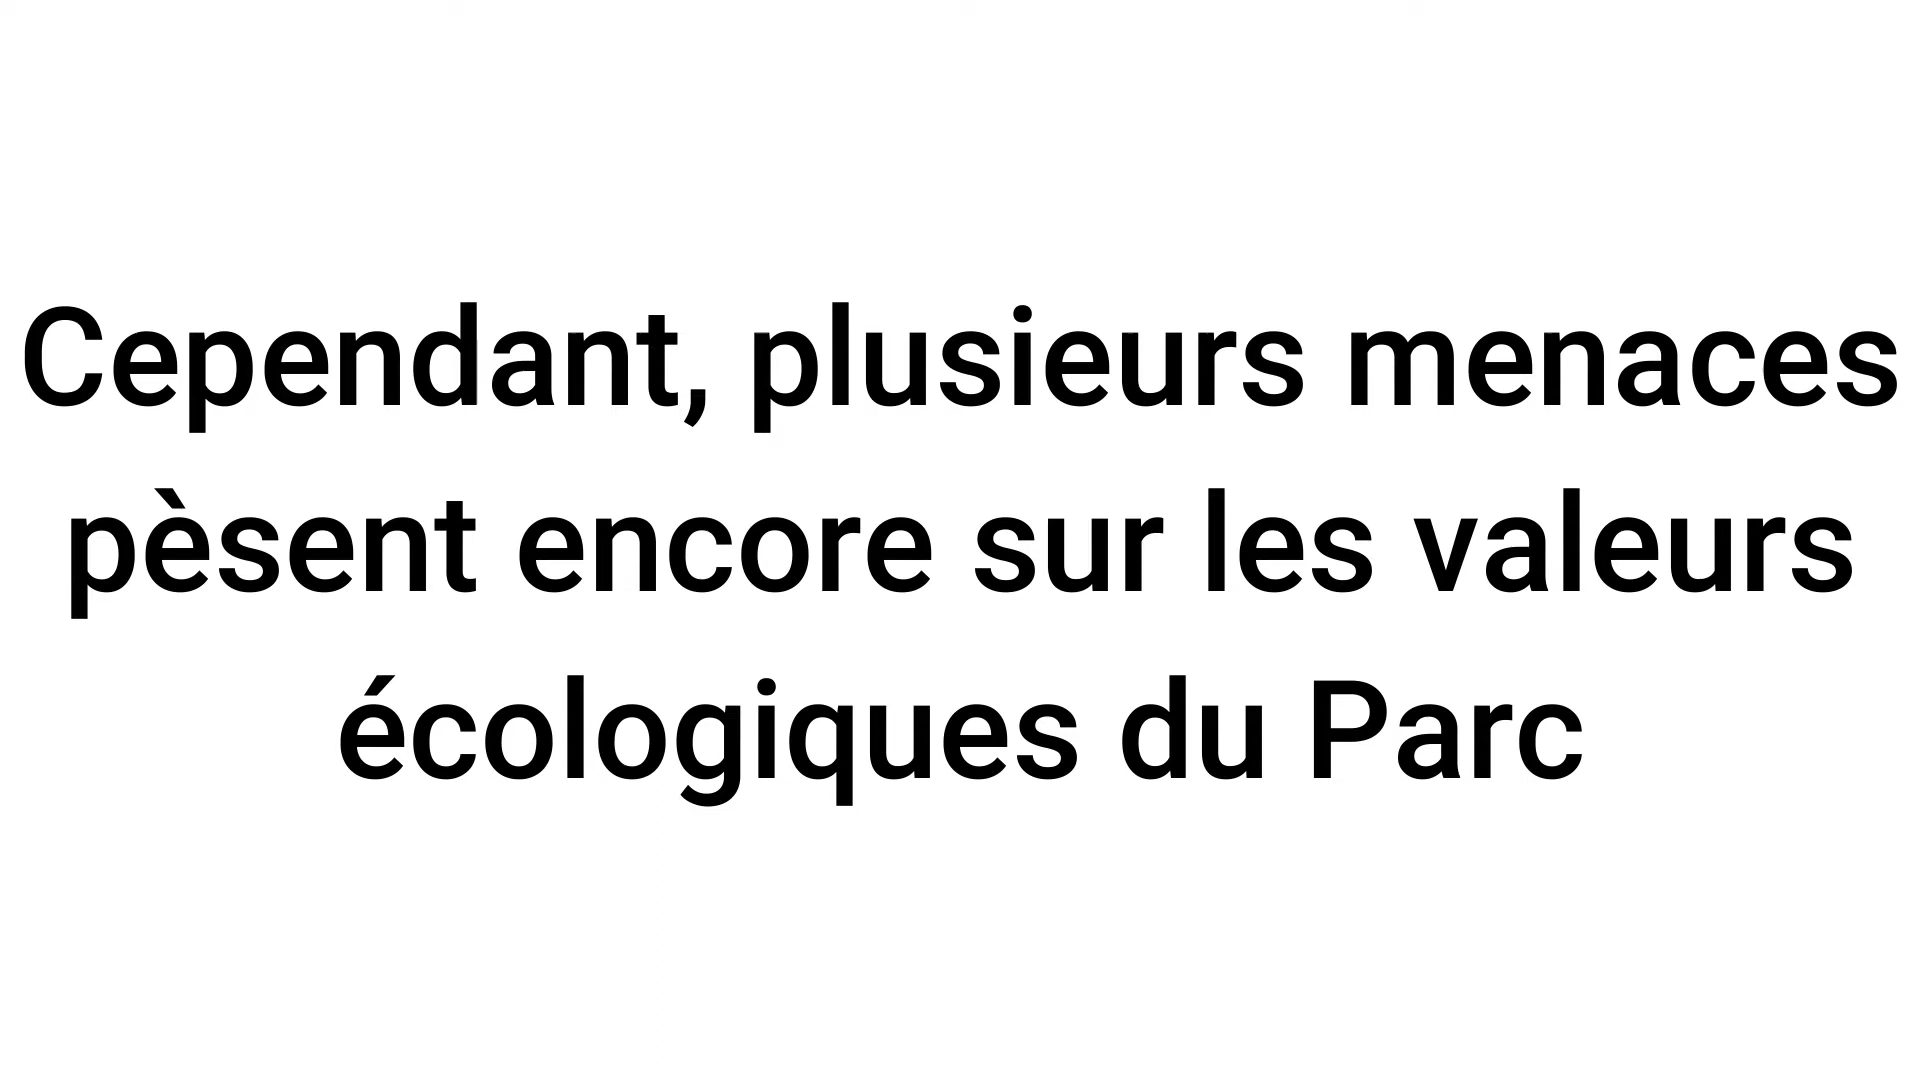 Cependant, plusieurs menaces
pèsent encore sur les valeurs
écologiques du Parc